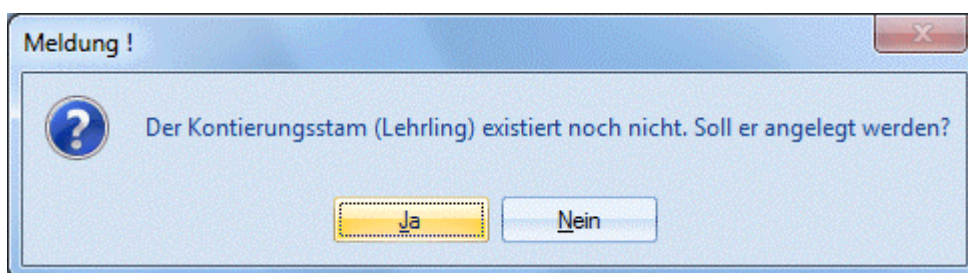 Meldung !
Der Kontierungsstam (Lehrling) existiert noch nicht. Soll er angelegt werden?
Ja
Nein